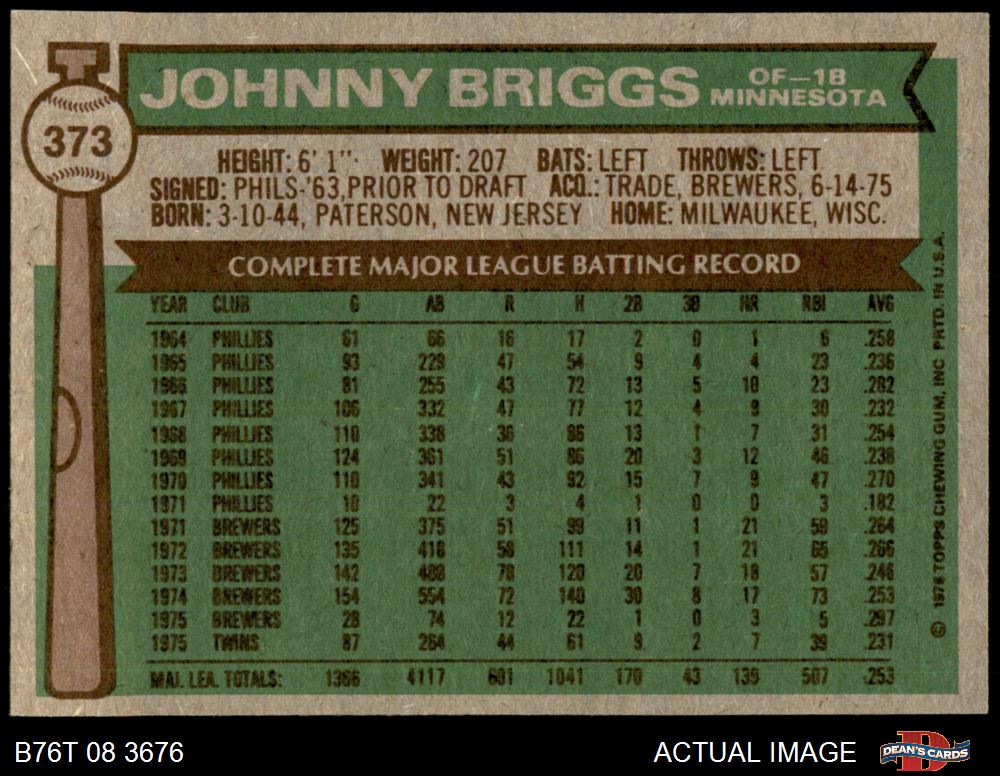 JOHNNY BRIGGS OF—1B
MINNESOTA
373
HEIGHT: 6' 1" WEIGHT: 207 BATS: LEFT THROWS: LEFT
SIGNED: PHILS-'63,PRIOR TO DRAFT ACQ.: TRADE, BREWERS, 6-14-75
BORN: 3-10-44, PATERSON, NEW JERSEY HOME: MILWAUKEE, WISC.
COMPLETE MAJOR LEAGUE BATTING RECORD
YEAR CLUB G AB R H 2B 3B HR RBI AVG
1964 PHILLIES 61 66 16 17 2 0 1 6 .258
1965 PHILLIES 93 229 47 54 9 4 4 23 .236
1966 PHILLIES 81 255 43 72 13 5 10 23 .282
1967 PHILLIES 106 332 47 77 12 4 9 30 .232
1968 PHILLIES 110 338 36 86 13 1 7 31 .254
1969 PHILLIES 124 361 51 86 20 3 12 46 .238
1970 PHILLIES 110 341 43 92 15 7 9 47 .270
1971 PHILLIES 10 22 3 4 1 0 0 3 .182
1971 BREWERS 125 375 51 99 11 1 21 59 .264
1972 BREWERS 135 418 58 111 14 1 21 65 .266
1973 BREWERS 142 488 78 120 20 7 18 57 .246
1974 BREWERS 154 554 72 140 30 8 17 73 .253
1975 BREWERS 28 74 12 22 1 0 3 5 .297
1975 TWINS 87 264 44 61 9 2 7 39 .231
MAJ. LEA. TOTALS: 1366 4117 601 1041 170 43 139 507 .253
© 1976 TOPPS CHEWING GUM, INC PRTD. IN U.S.A.
B76T 08 3676 ACTUAL IMAGE DEAN'S CARDS